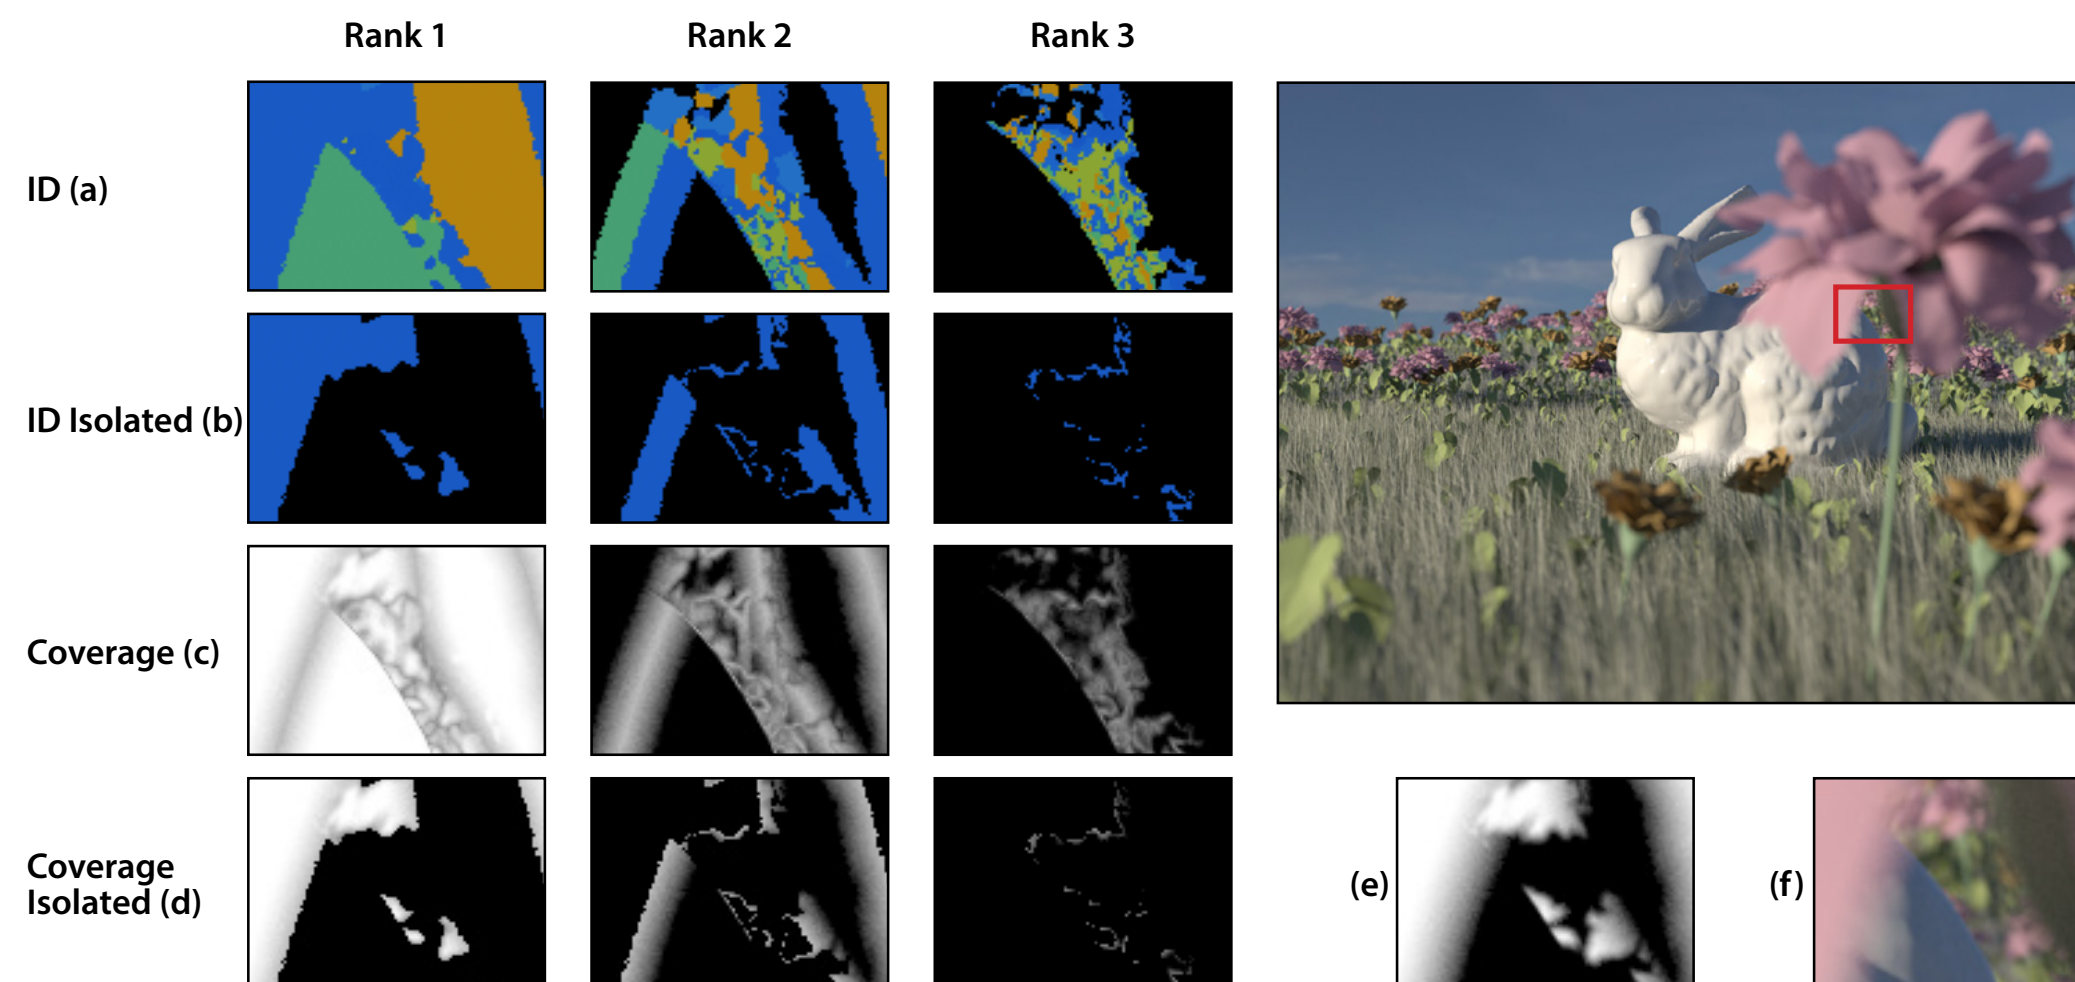 Rank 1
Rank 2
Rank 3
ID (a)
ID Isolated (b)
Coverage (c)
Coverage
Isolated (d)
(e)
(f)